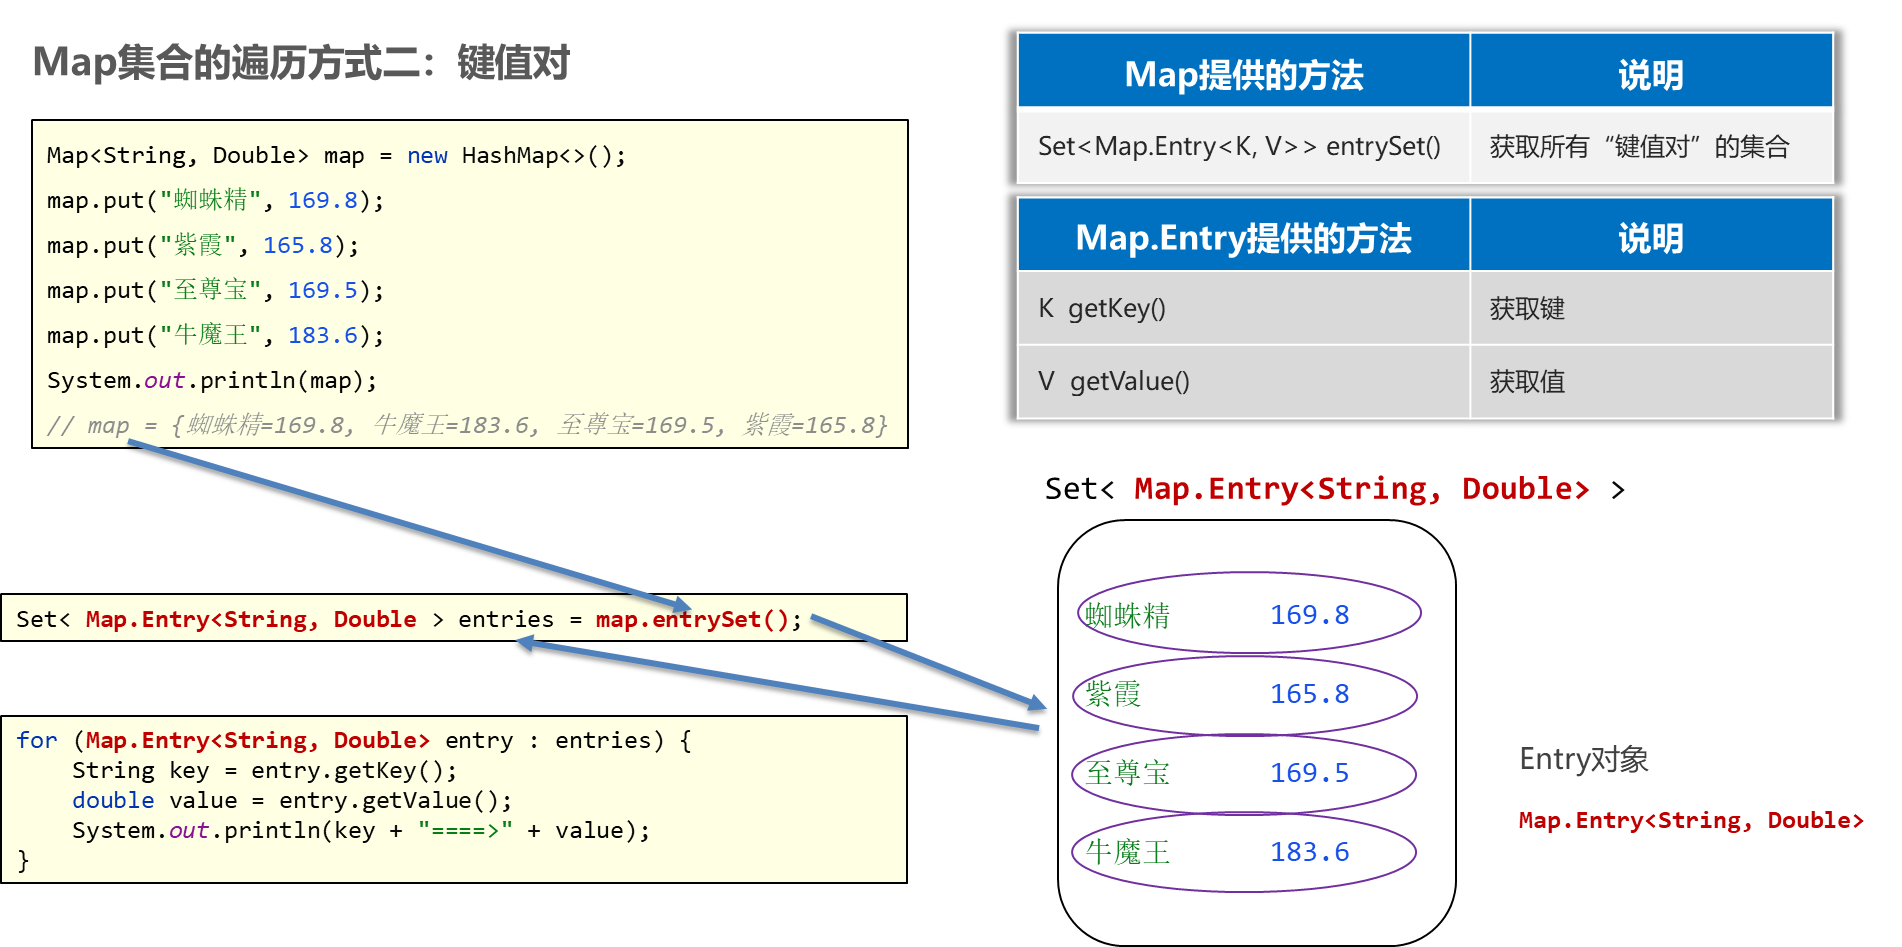 Map集合的遍历方式二：键值对
Map<String, Double> map = new HashMap<>();
map.put("蜘蛛精", 169.8);
map.put("紫霞", 165.8);
map.put("至尊宝", 169.5);
map.put("牛魔王", 183.6);
System.out.println(map);
// map = {蜘蛛精=169.8, 牛魔王=183.6, 至尊宝=169.5, 紫霞=165.8}
Set< Map.Entry<String, Double > entries = map.entrySet();
for (Map.Entry<String, Double> entry : entries) {
    String key = entry.getKey();
    double value = entry.getValue();
    System.out.println(key + "====>" + value);
}
Map提供的方法 说明
Set<Map.Entry<K, V>> entrySet() 获取所有“键值对”的集合
Map.Entry提供的方法 说明
K  getKey() 获取键
V  getValue() 获取值
Set< Map.Entry<String, Double> >
蜘蛛精 169.8
紫霞 165.8
至尊宝 169.5
牛魔王 183.6
Entry对象
Map.Entry<String, Double>